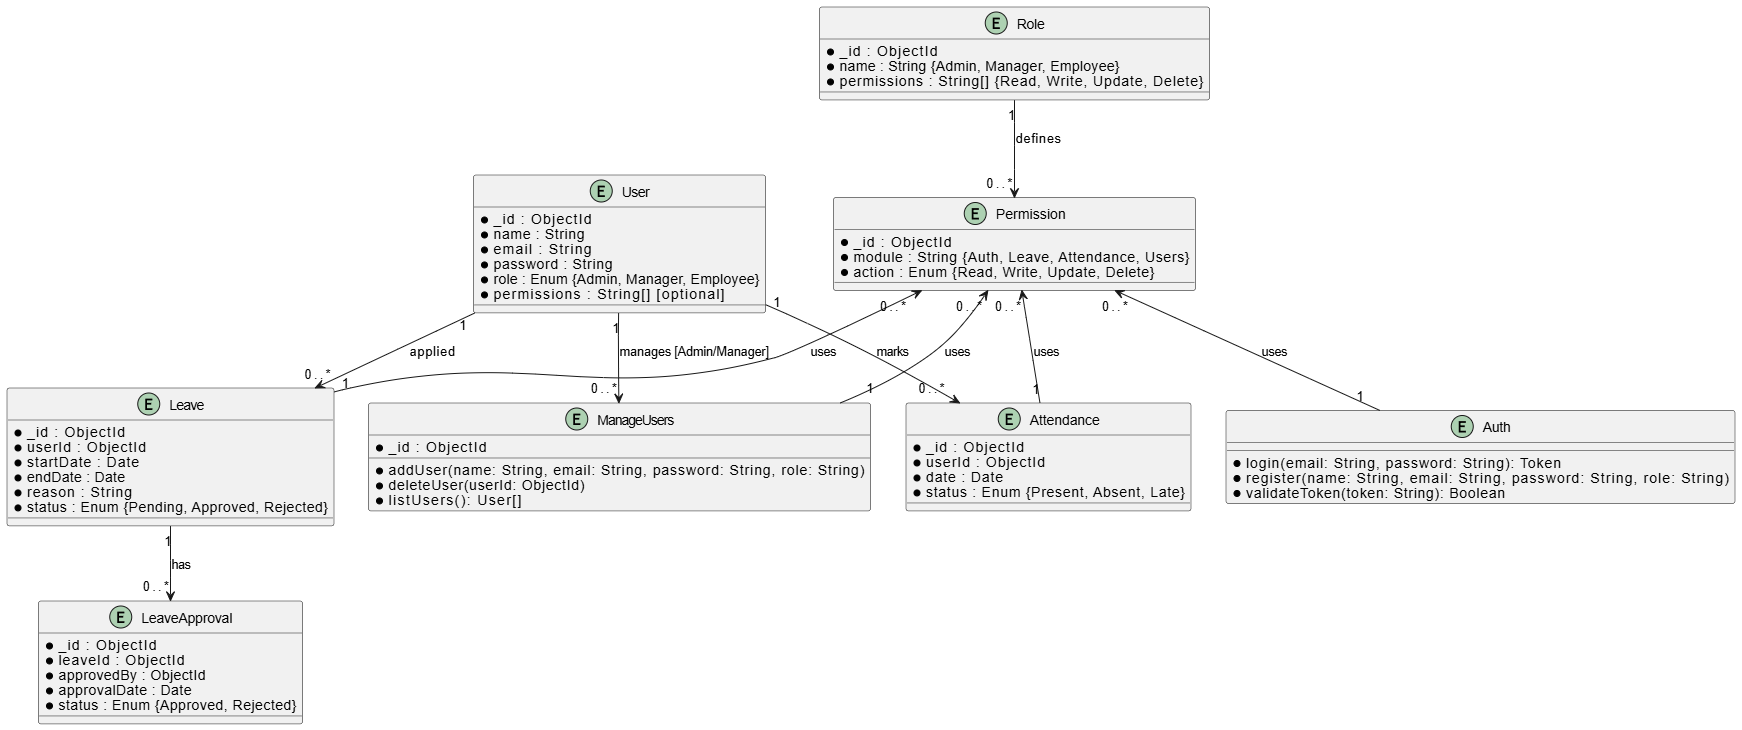 E Role
_id : ObjectId
name : String {Admin, Manager, Employee}
permissions : String[] {Read, Write, Update, Delete}
1
defines
0..*
E User
_id : ObjectId
name : String
email : String
password : String
role : Enum {Admin, Manager, Employee}
permissions : String[] [optional]
E Permission
_id : ObjectId
module : String {Auth, Leave, Attendance, Users}
action : Enum {Read, Write, Update, Delete}
1
1
1
0..*
0..*
0..*
0..*
applied
manages [Admin/Manager]
uses
marks
uses
uses
uses
0..*
1
0..*
1
0..*
1
1
E Leave
_id : ObjectId
userId : ObjectId
startDate : Date
endDate : Date
reason : String
status : Enum {Pending, Approved, Rejected}
E ManageUsers
_id : ObjectId
addUser(name: String, email: String, password: String, role: String)
deleteUser(userId: ObjectId)
listUsers(): User[]
E Attendance
_id : ObjectId
userId : ObjectId
date : Date
status : Enum {Present, Absent, Late}
E Auth
login(email: String, password: String): Token
register(name: String, email: String, password: String, role: String)
validateToken(token: String): Boolean
1
has
0..*
E LeaveApproval
_id : ObjectId
leaveId : ObjectId
approvedBy : ObjectId
approvalDate : Date
status : Enum {Approved, Rejected}